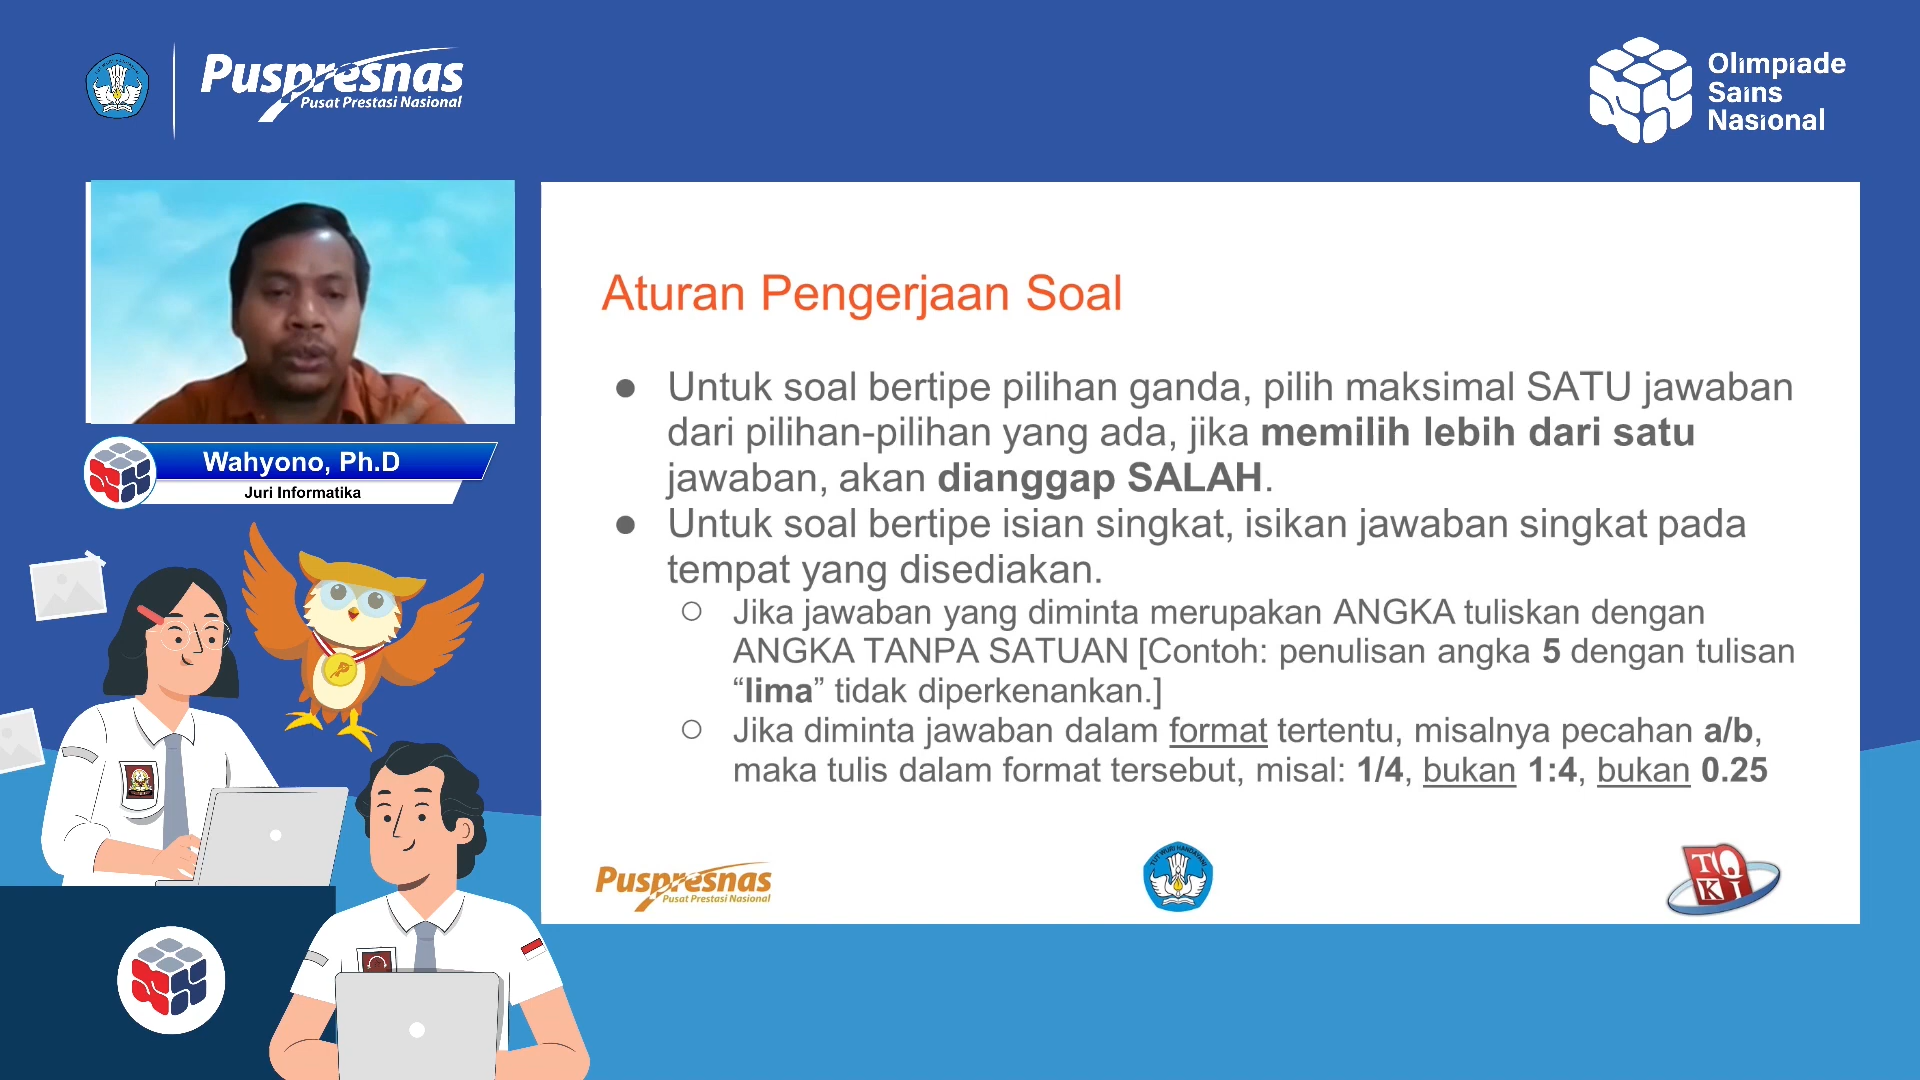 Puspresnas
Pusat Prestasi Nasional
Olimpiade
Sains
Nasional
Wahyono, Ph.D
Juri Informatika
Aturan Pengerjaan Soal
● Untuk soal bertipe pilihan ganda, pilih maksimal SATU jawaban
dari pilihan-pilihan yang ada, jika memilih lebih dari satu
jawaban, akan dianggap SALAH.
● Untuk soal bertipe isian singkat, isikan jawaban singkat pada
tempat yang disediakan.
○ Jika jawaban yang diminta merupakan ANGKA tuliskan dengan
ANGKA TANPA SATUAN [Contoh: penulisan angka 5 dengan tulisan
“lima” tidak diperkenankan.]
○ Jika diminta jawaban dalam format tertentu, misalnya pecahan a/b,
maka tulis dalam format tersebut, misal: 1/4, bukan 1:4, bukan 0.25
Puspresnas
Pusat Prestasi Nasional
TUT WURI HANDAYANI
TOKI